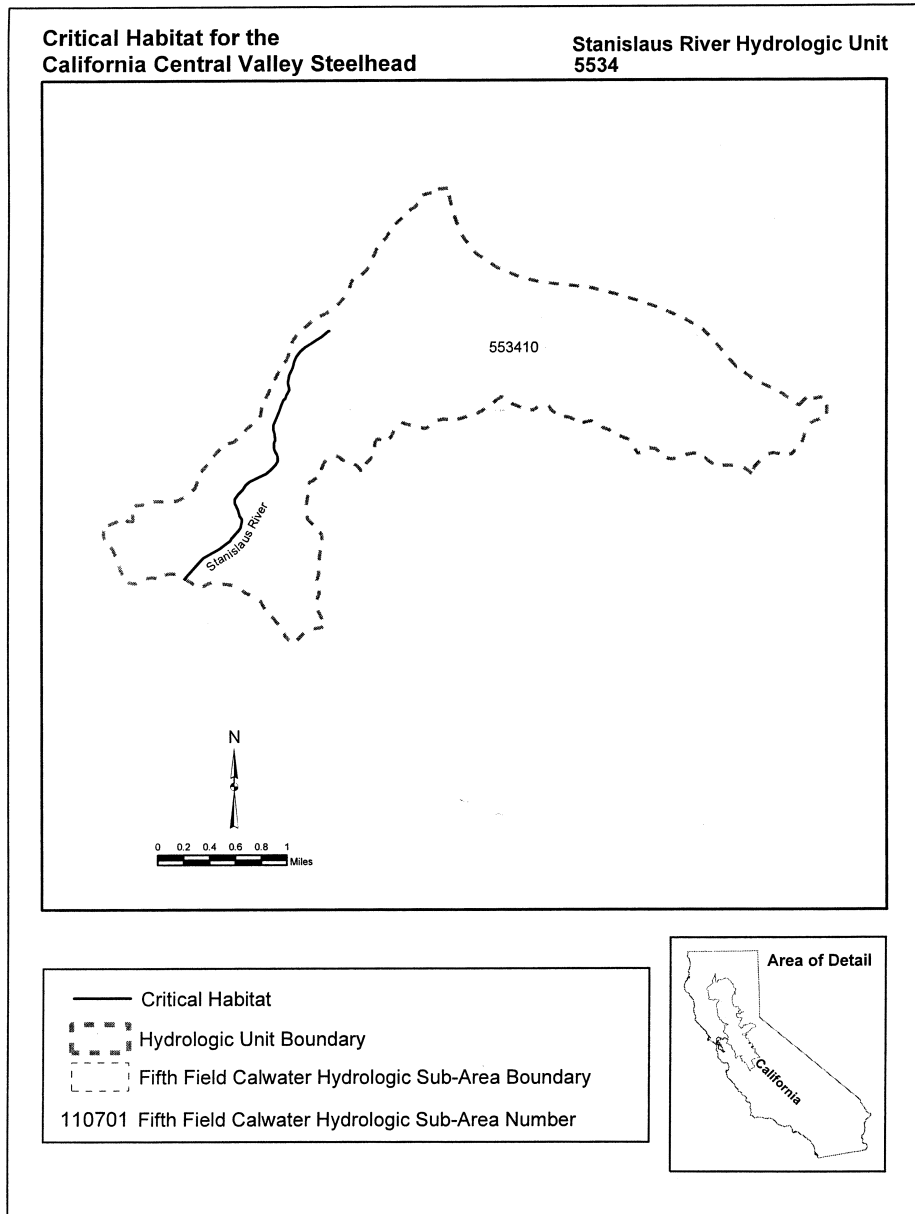 Critical Habitat for the
California Central Valley Steelhead
Stanislaus River Hydrologic Unit
5534
553410
Stanislaus River
N
0 0.2 0.4 0.6 0.8 1
Miles
Critical Habitat
Hydrologic Unit Boundary
Fifth Field Calwater Hydrologic Sub-Area Boundary
110701 Fifth Field Calwater Hydrologic Sub-Area Number
Area of Detail
California